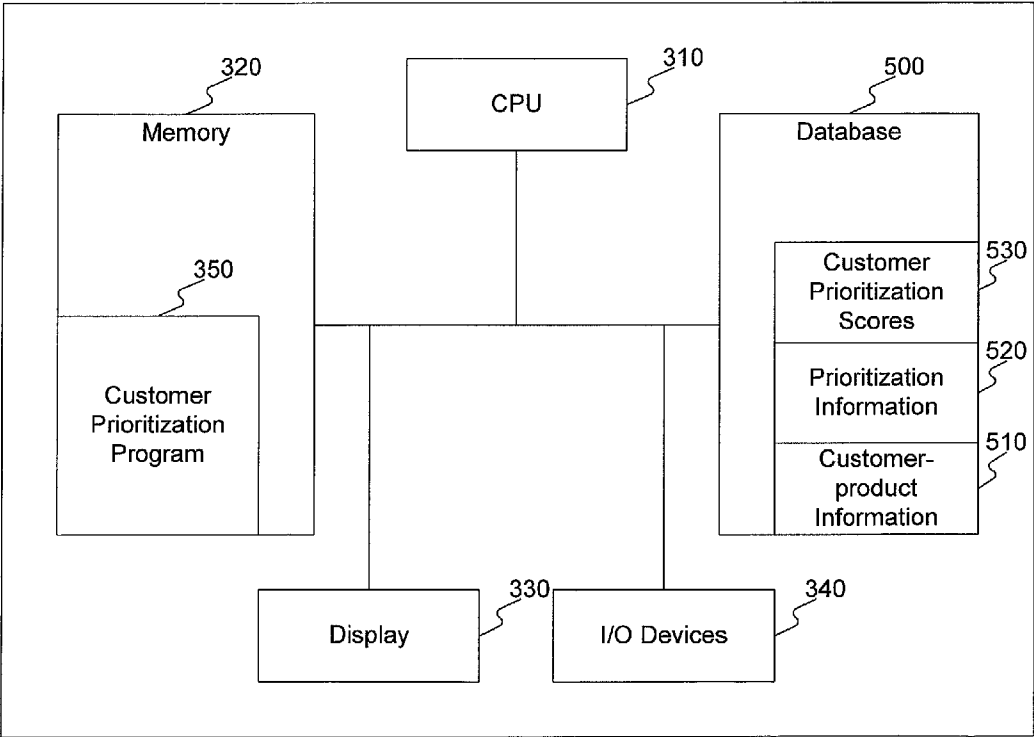 310
CPU
320
Memory
500
Database
350
Customer
Prioritization
Program
Customer
Prioritization
Scores
530
Prioritization
Information
520
Customer-
product
Information
510
Display
330
I/O Devices
340